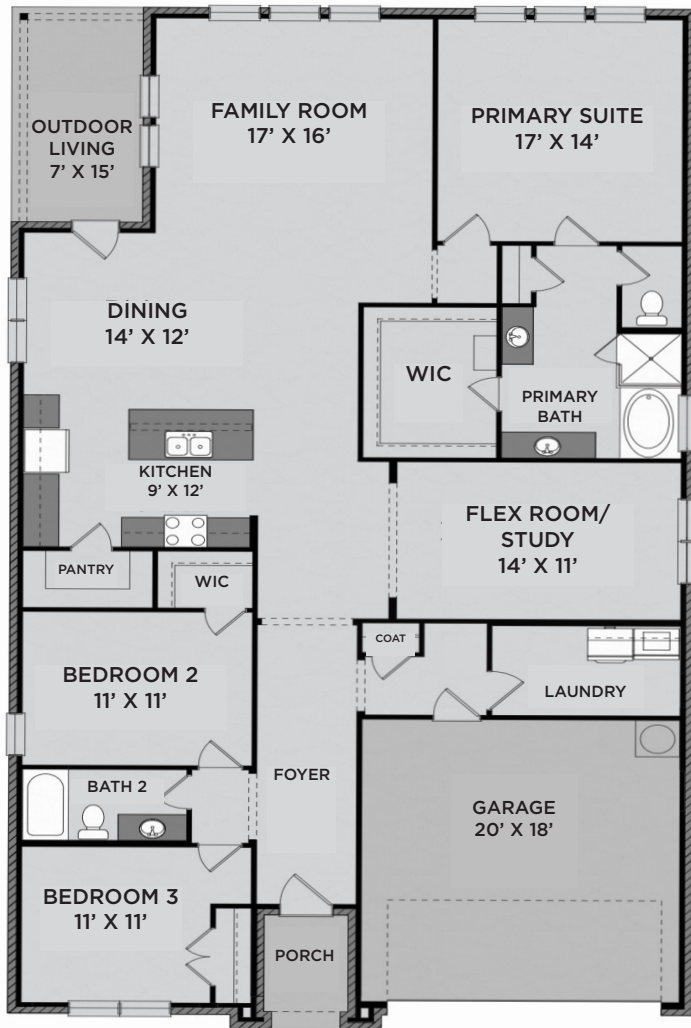 FAMILY ROOM
17’ X 16’
PRIMARY SUITE
17’ X 14’
OUTDOOR
LIVING
7’ X 15’
DINING
14’ X 12’
WIC
PRIMARY
BATH
KITCHEN
9’ X 12’
FLEX ROOM/
STUDY
14’ X 11’
PANTRY
WIC
COAT
BEDROOM 2
11’ X 11’
LAUNDRY
FOYER
BATH 2
GARAGE
20’ X 18’
BEDROOM 3
11’ X 11’
PORCH